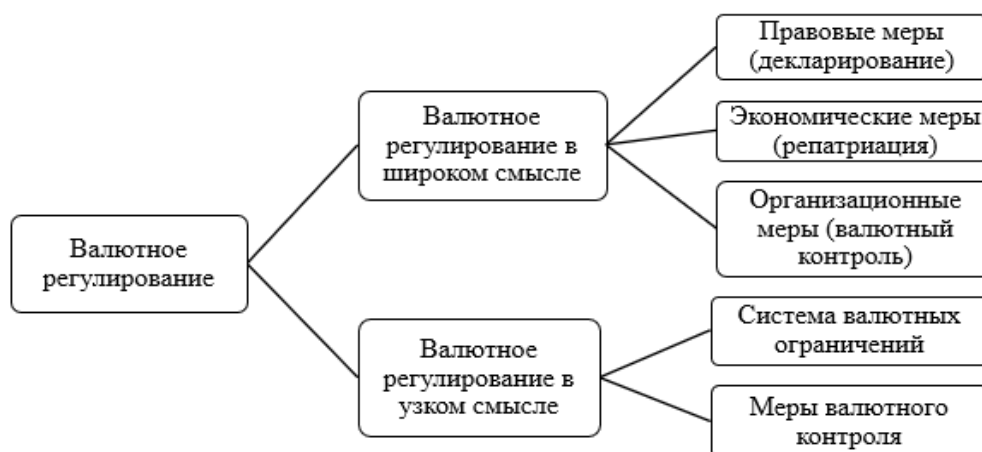 Валютное
регулирование
Валютное
регулирование в
широком смысле
Правовые меры
(декларирование)
Экономические меры
(репатриация)
Организационные
меры (валютный
контроль)
Валютное
регулирование в
узком смысле
Система валютных
ограничений
Меры валютного
контроля